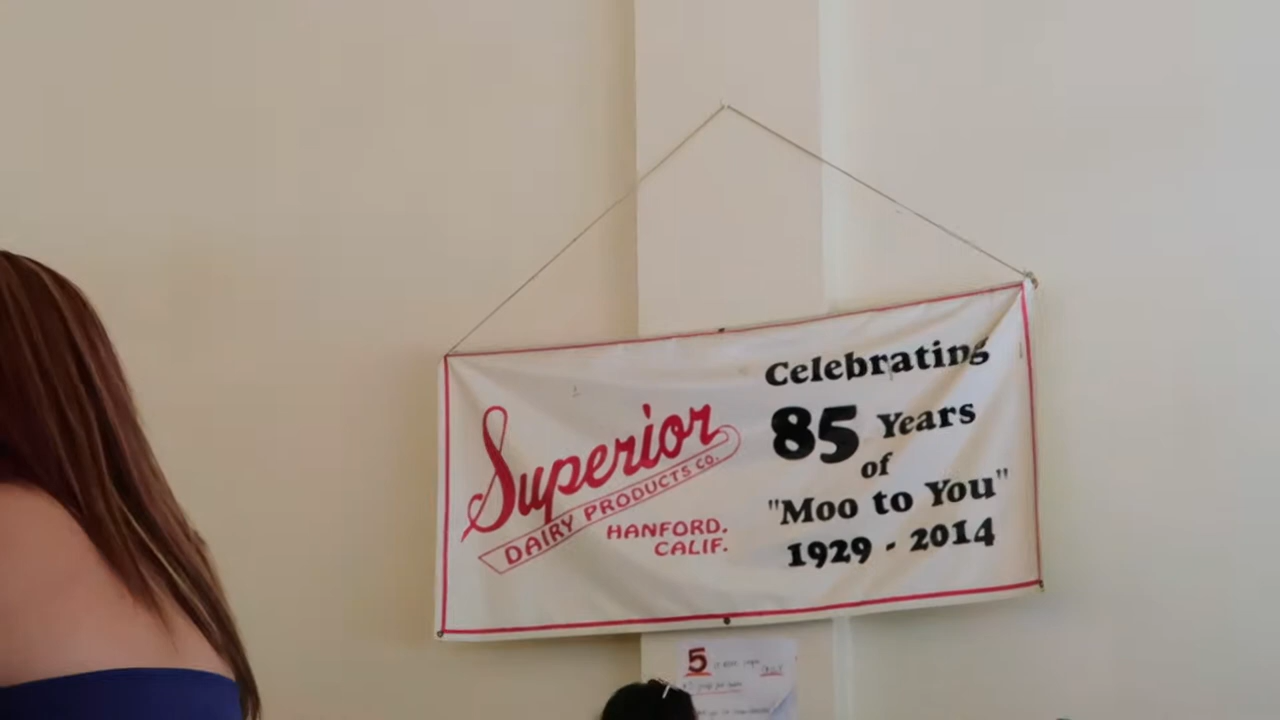 Superior
DAIRY PRODUCTS CO.
HANFORD.
CALIF.
Celebrating
85 Years
of
"Moo to You"
1929 - 2014
5